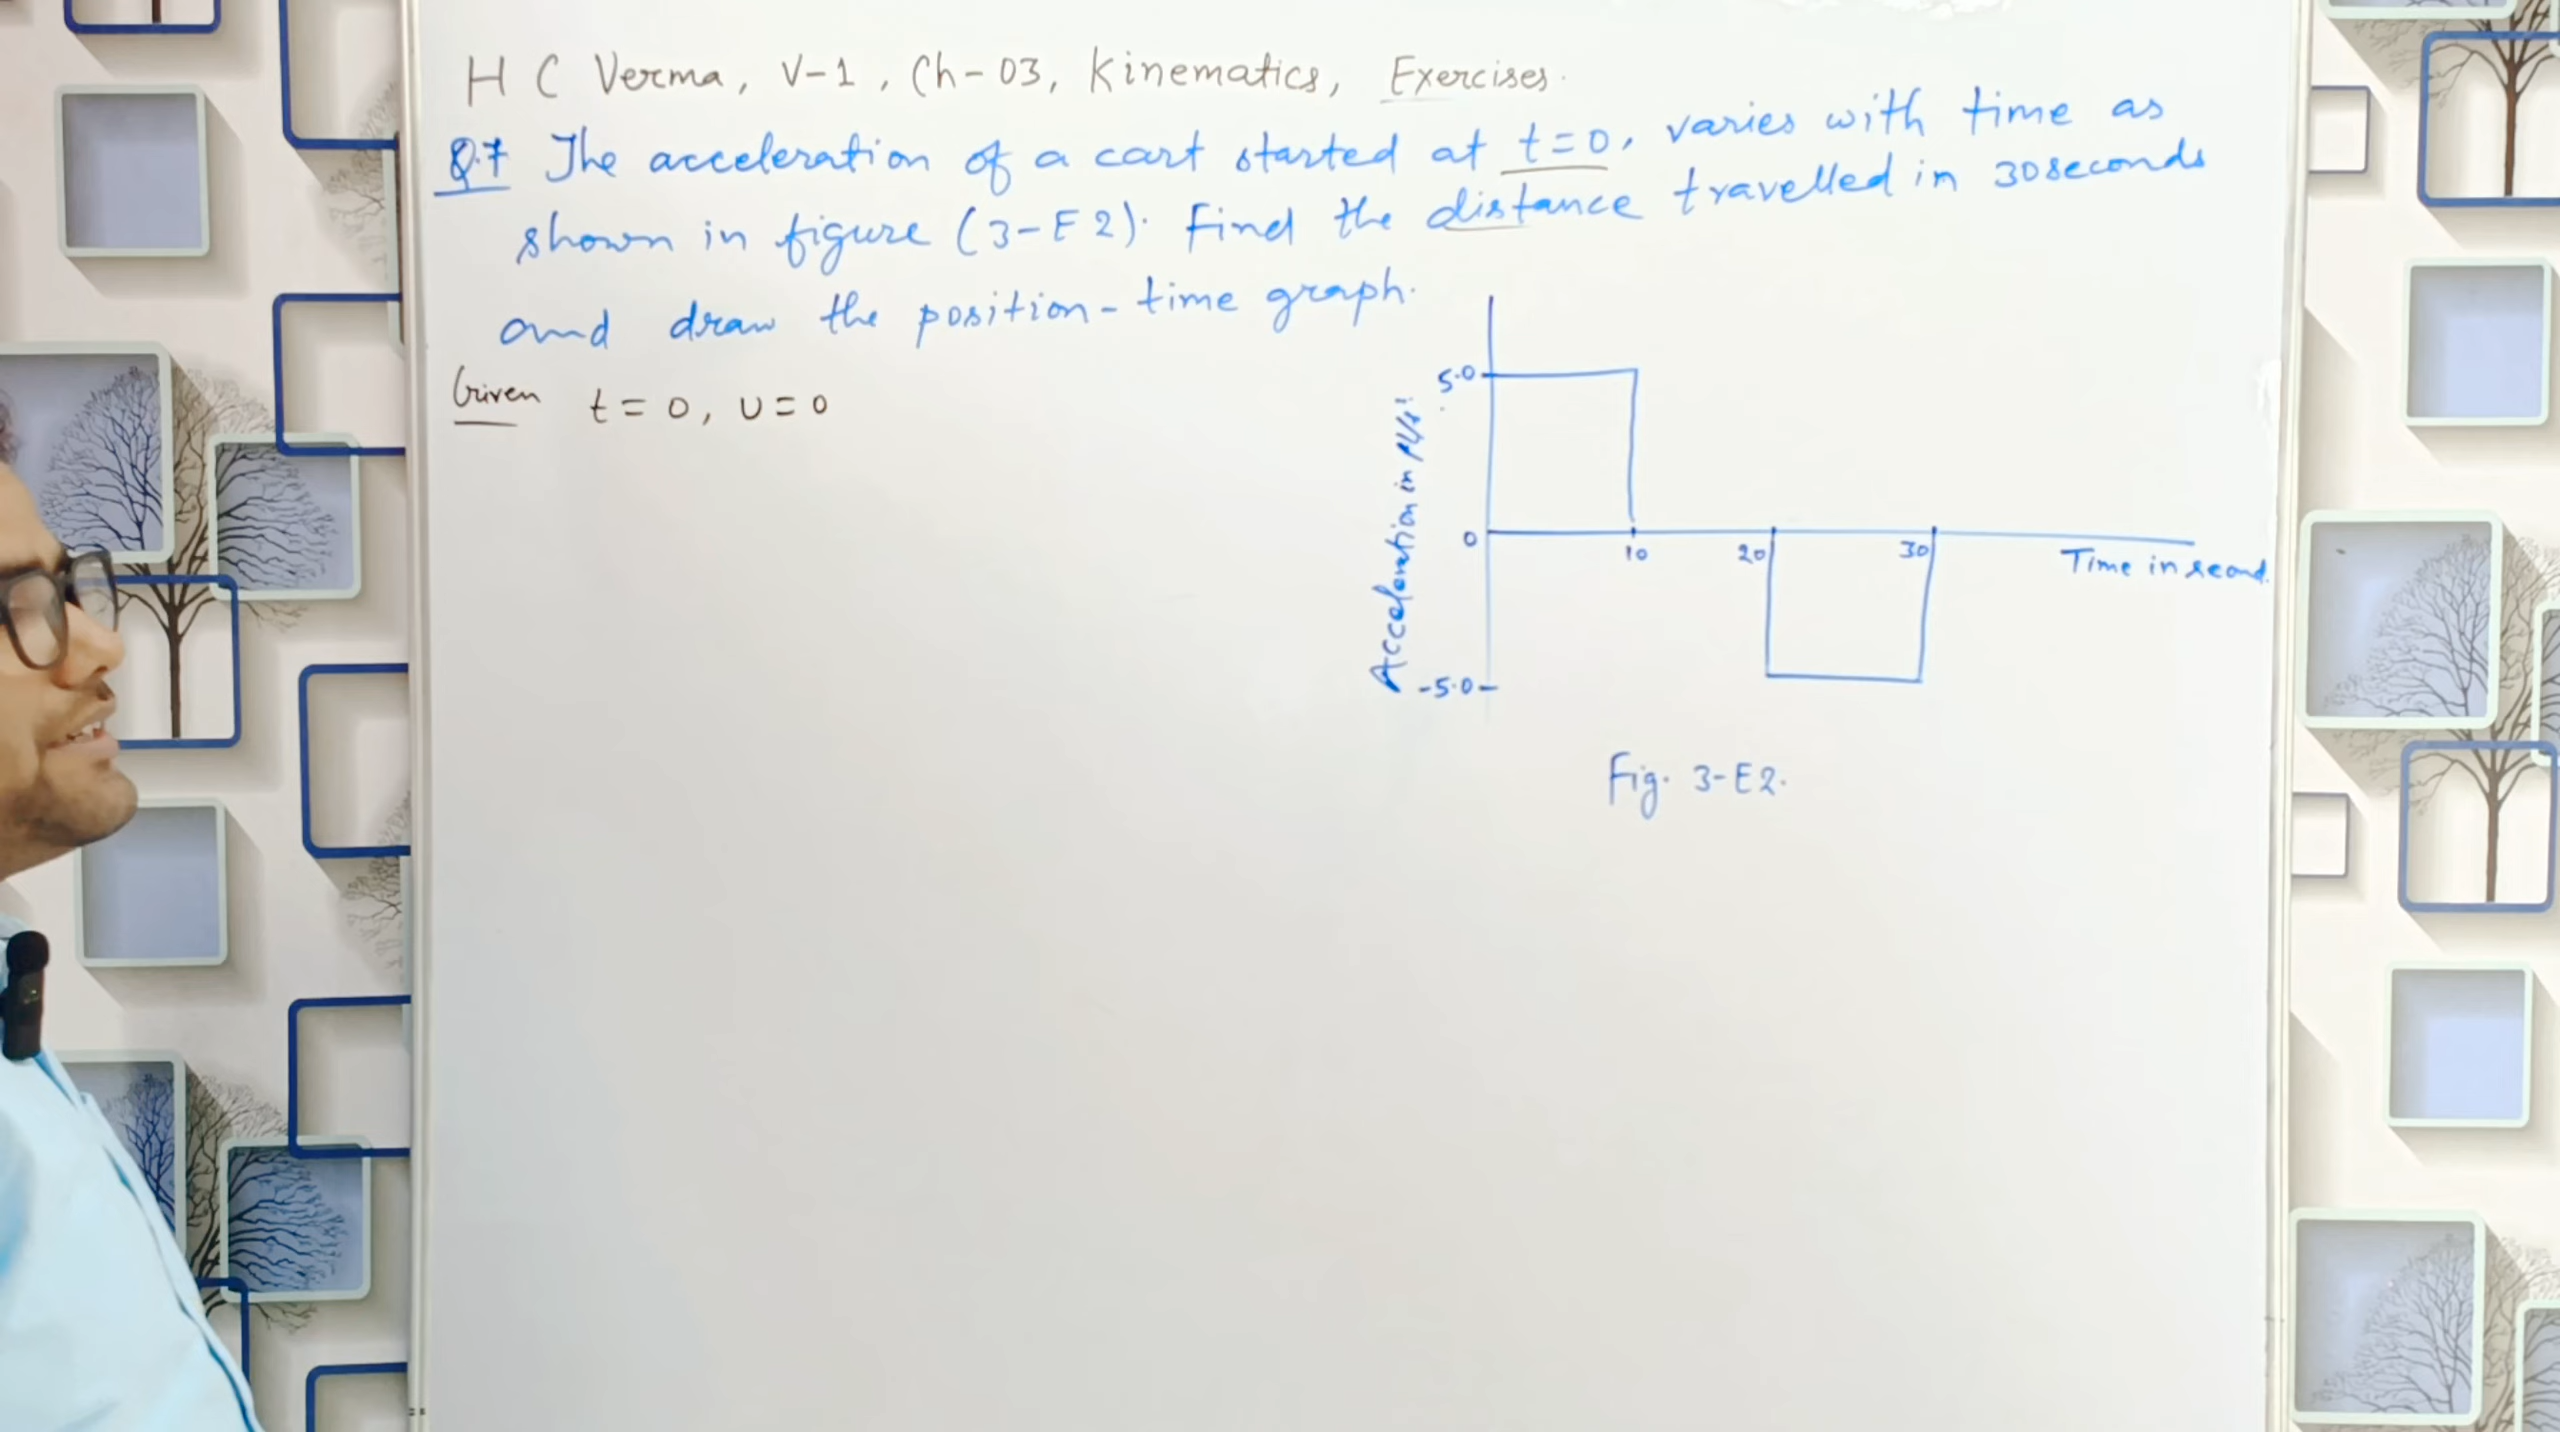 H C Verma, V-1, Ch-03, Kinematics, Exercises.
Q.7 The acceleration of a cart started at t=0, varies with time as
shown in figure (3-E2). Find the distance travelled in 30 seconds
and draw the position-time graph.
Given t = 0, u = 0
5.0
Acceleration in
0
10
20
30
Time in second.
-5.0
Fig. 3-E2.